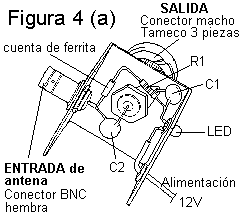 Figura 4 (a)
SALIDA
Conector macho
Tameco 3 piezas
cuenta de ferrita
R1
C1
LED
ENTRADA de
antena
Conector BNC
hembra
C2
Alimentación
12V